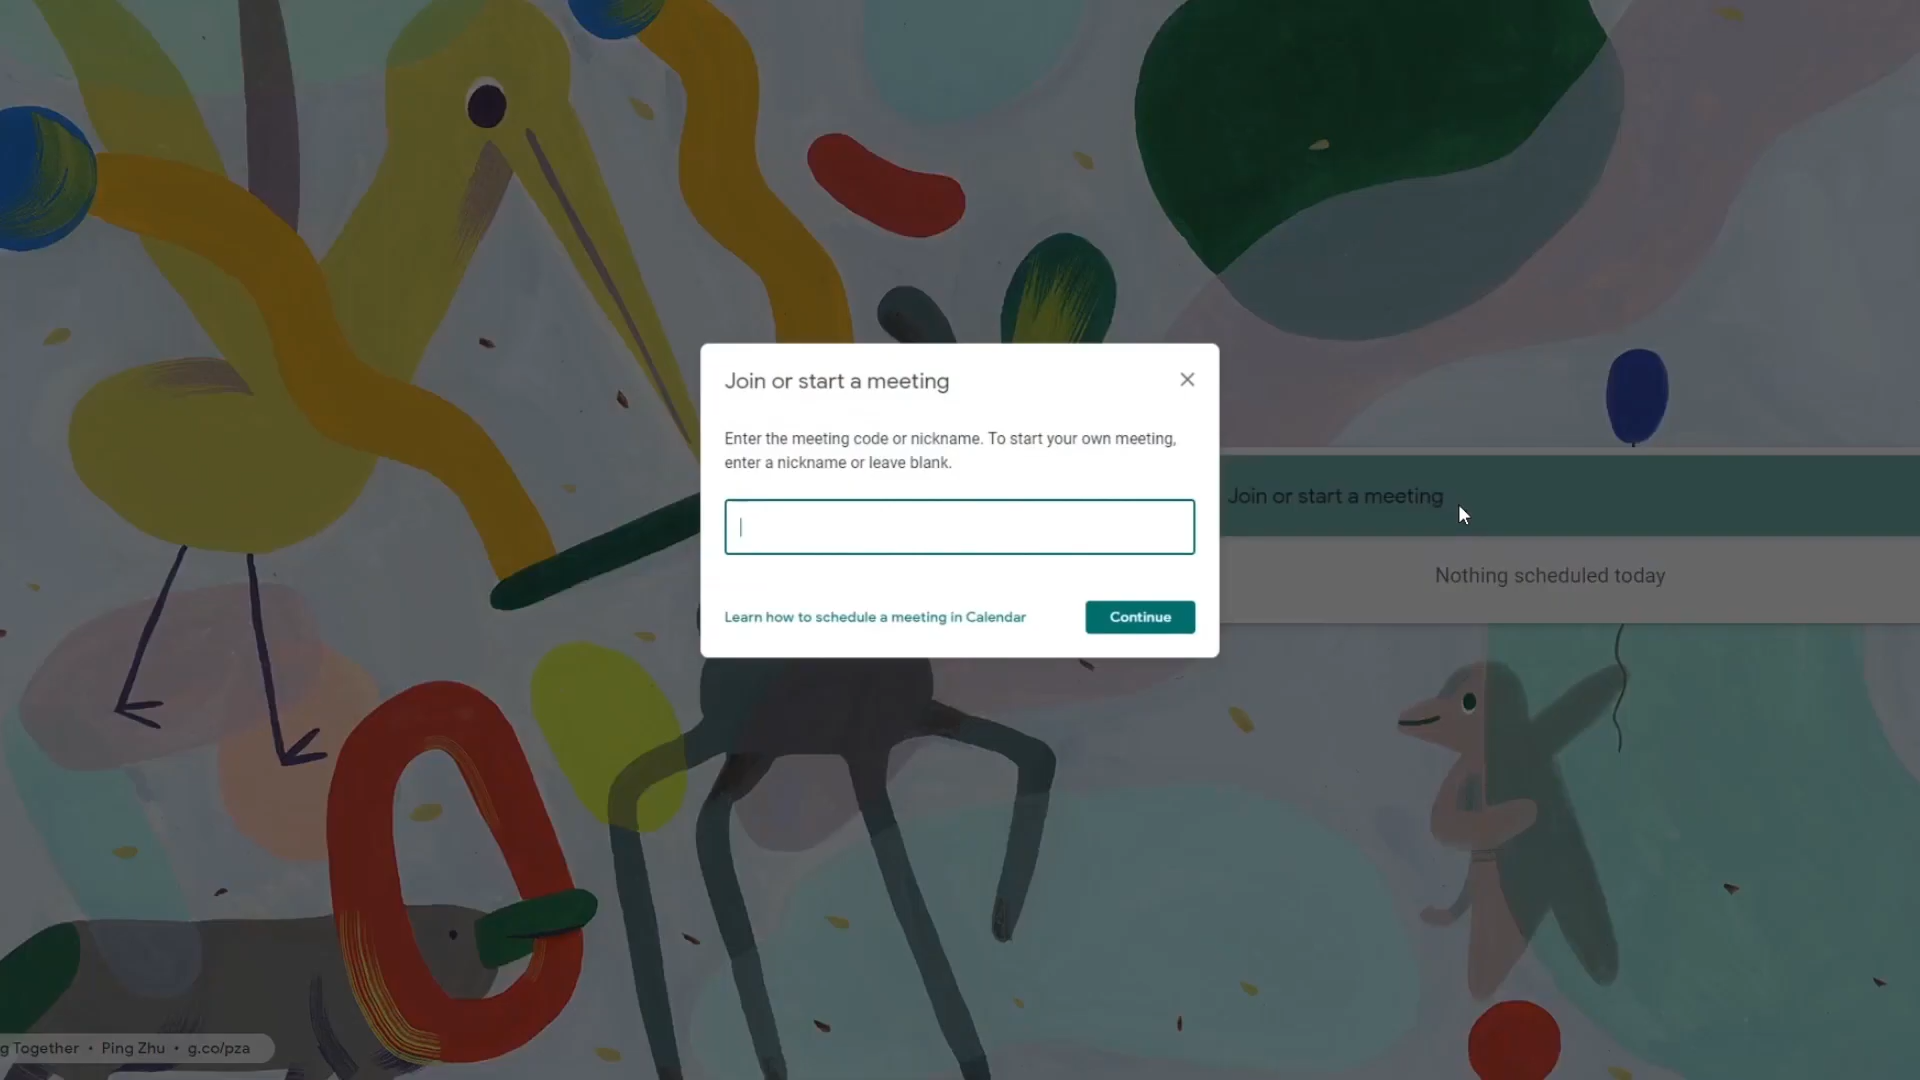 Join or start a meeting
Enter the meeting code or nickname. To start your own meeting,
enter a nickname or leave blank.
Learn how to schedule a meeting in Calendar
Continue
Join or start a meeting
Nothing scheduled today
g Together • Ping Zhu • g.co/pza